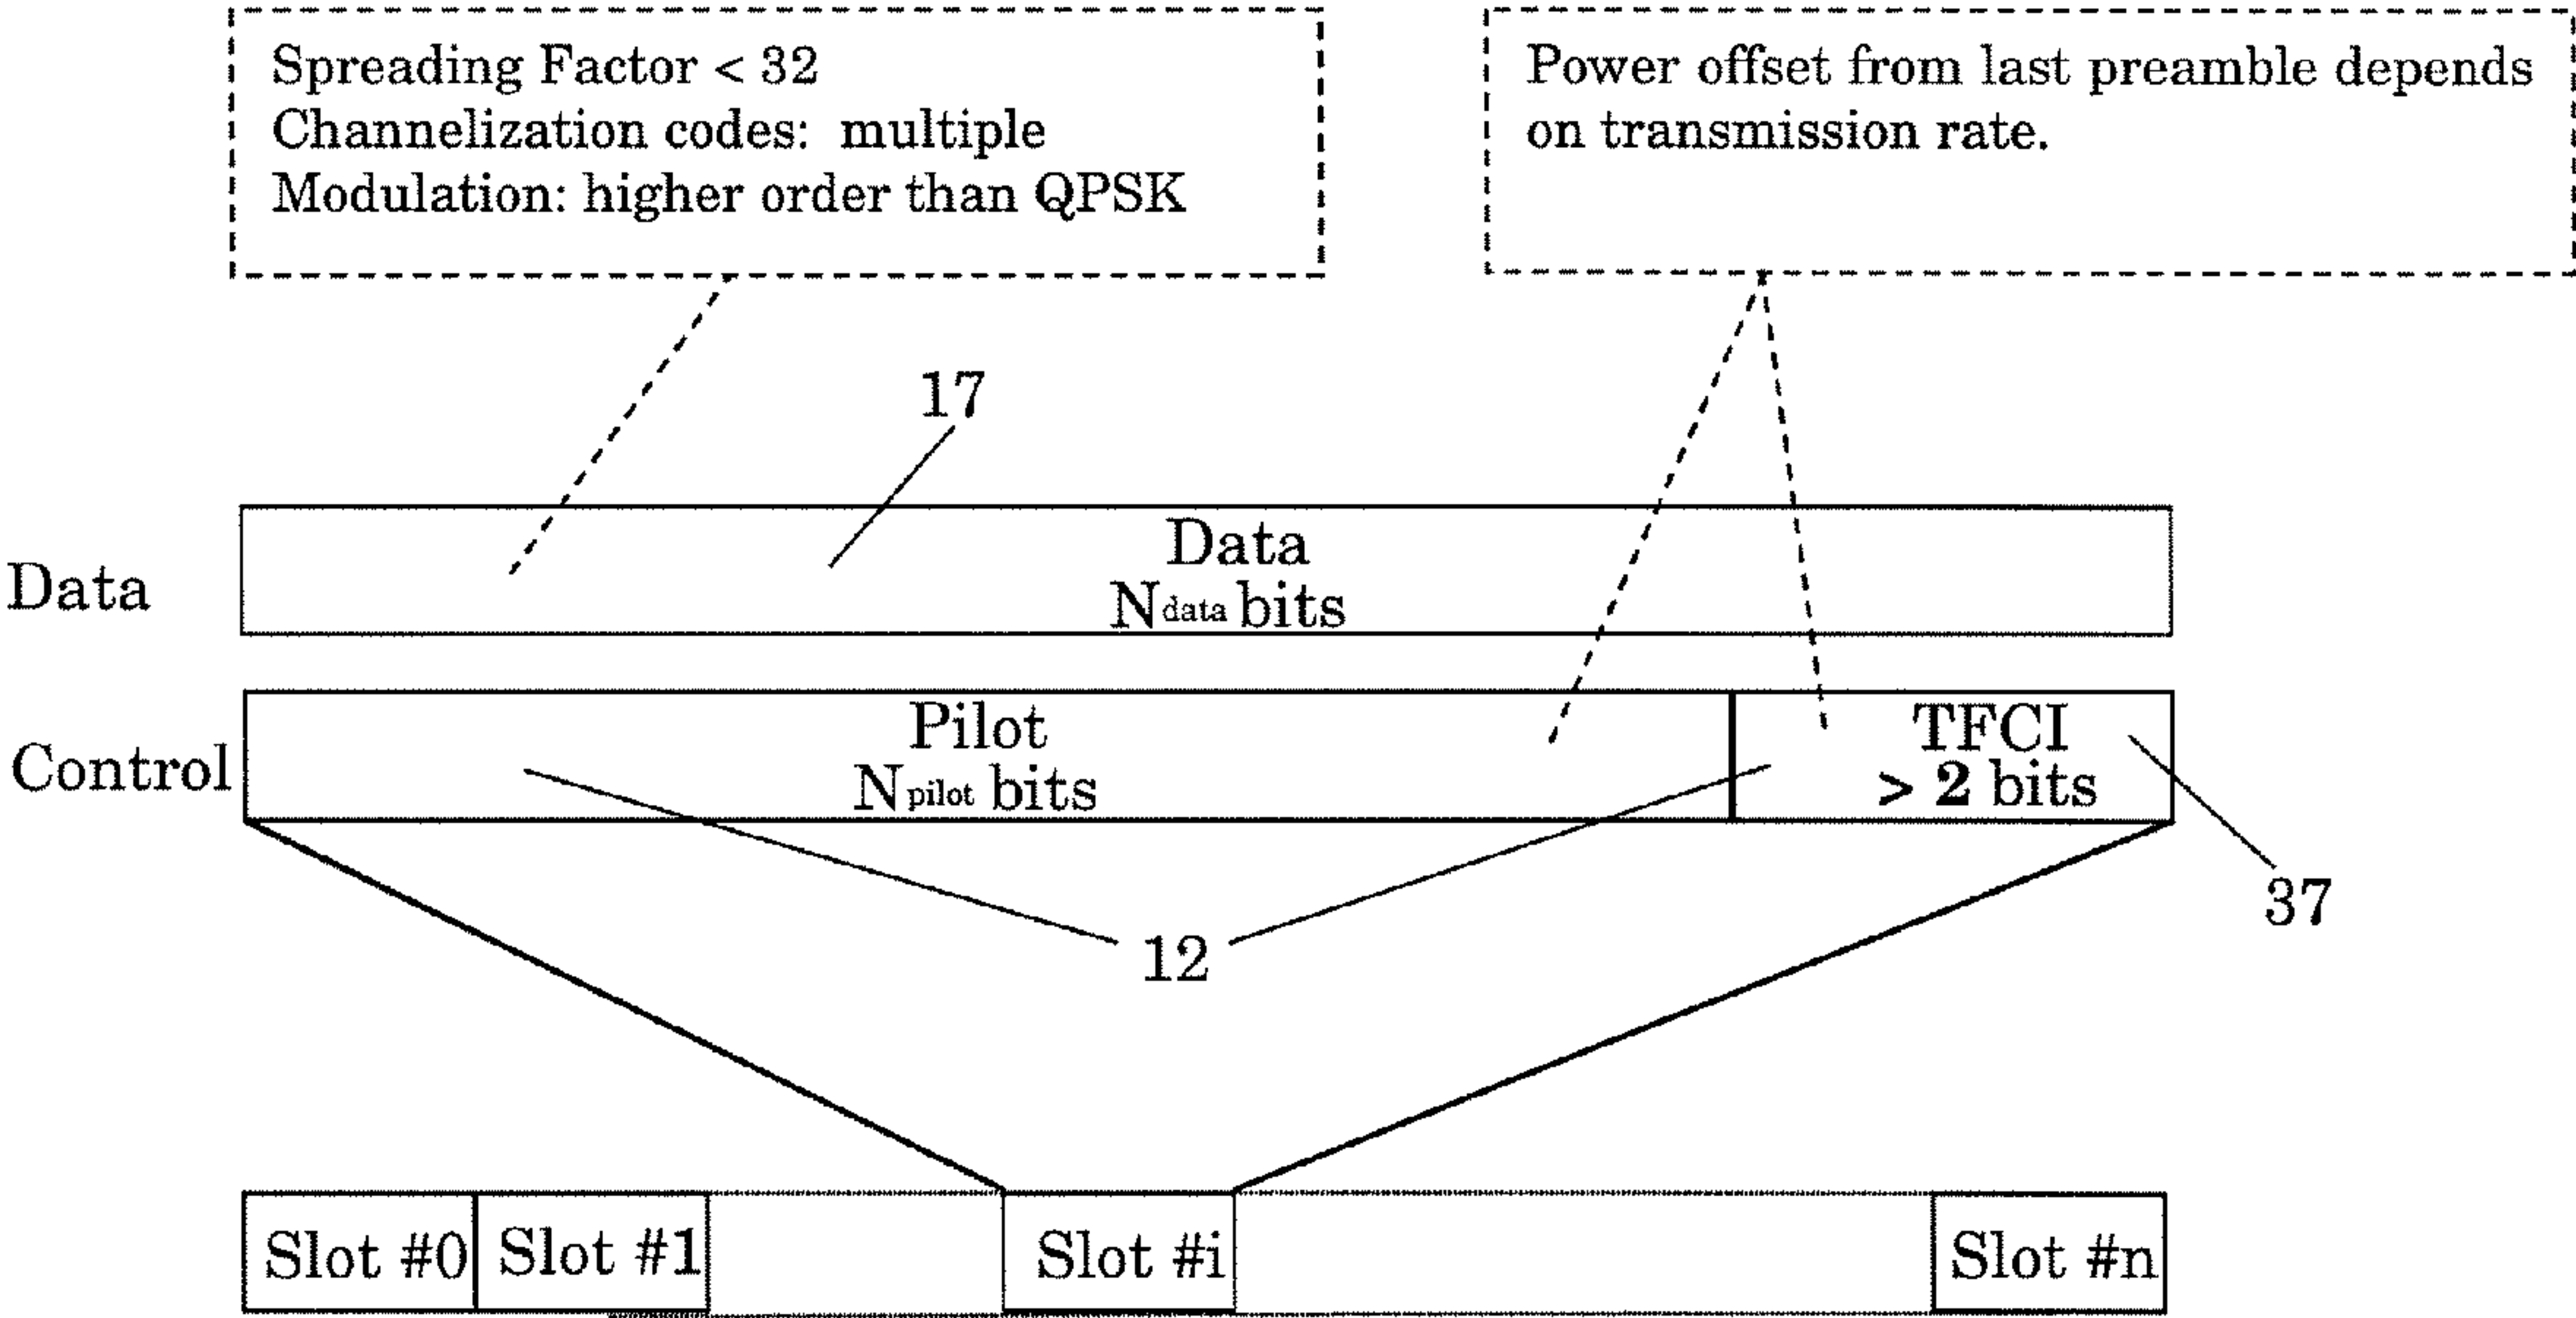 Spreading Factor < 32
Channelization codes: multiple
Modulation: higher order than QPSK
Power offset from last preamble depends
on transmission rate.
17
Data
Data
Ndata bits
Control
Pilot
Npilot bits
TFCI
> 2 bits
37
12
Slot #0
Slot #1
Slot #i
Slot #n